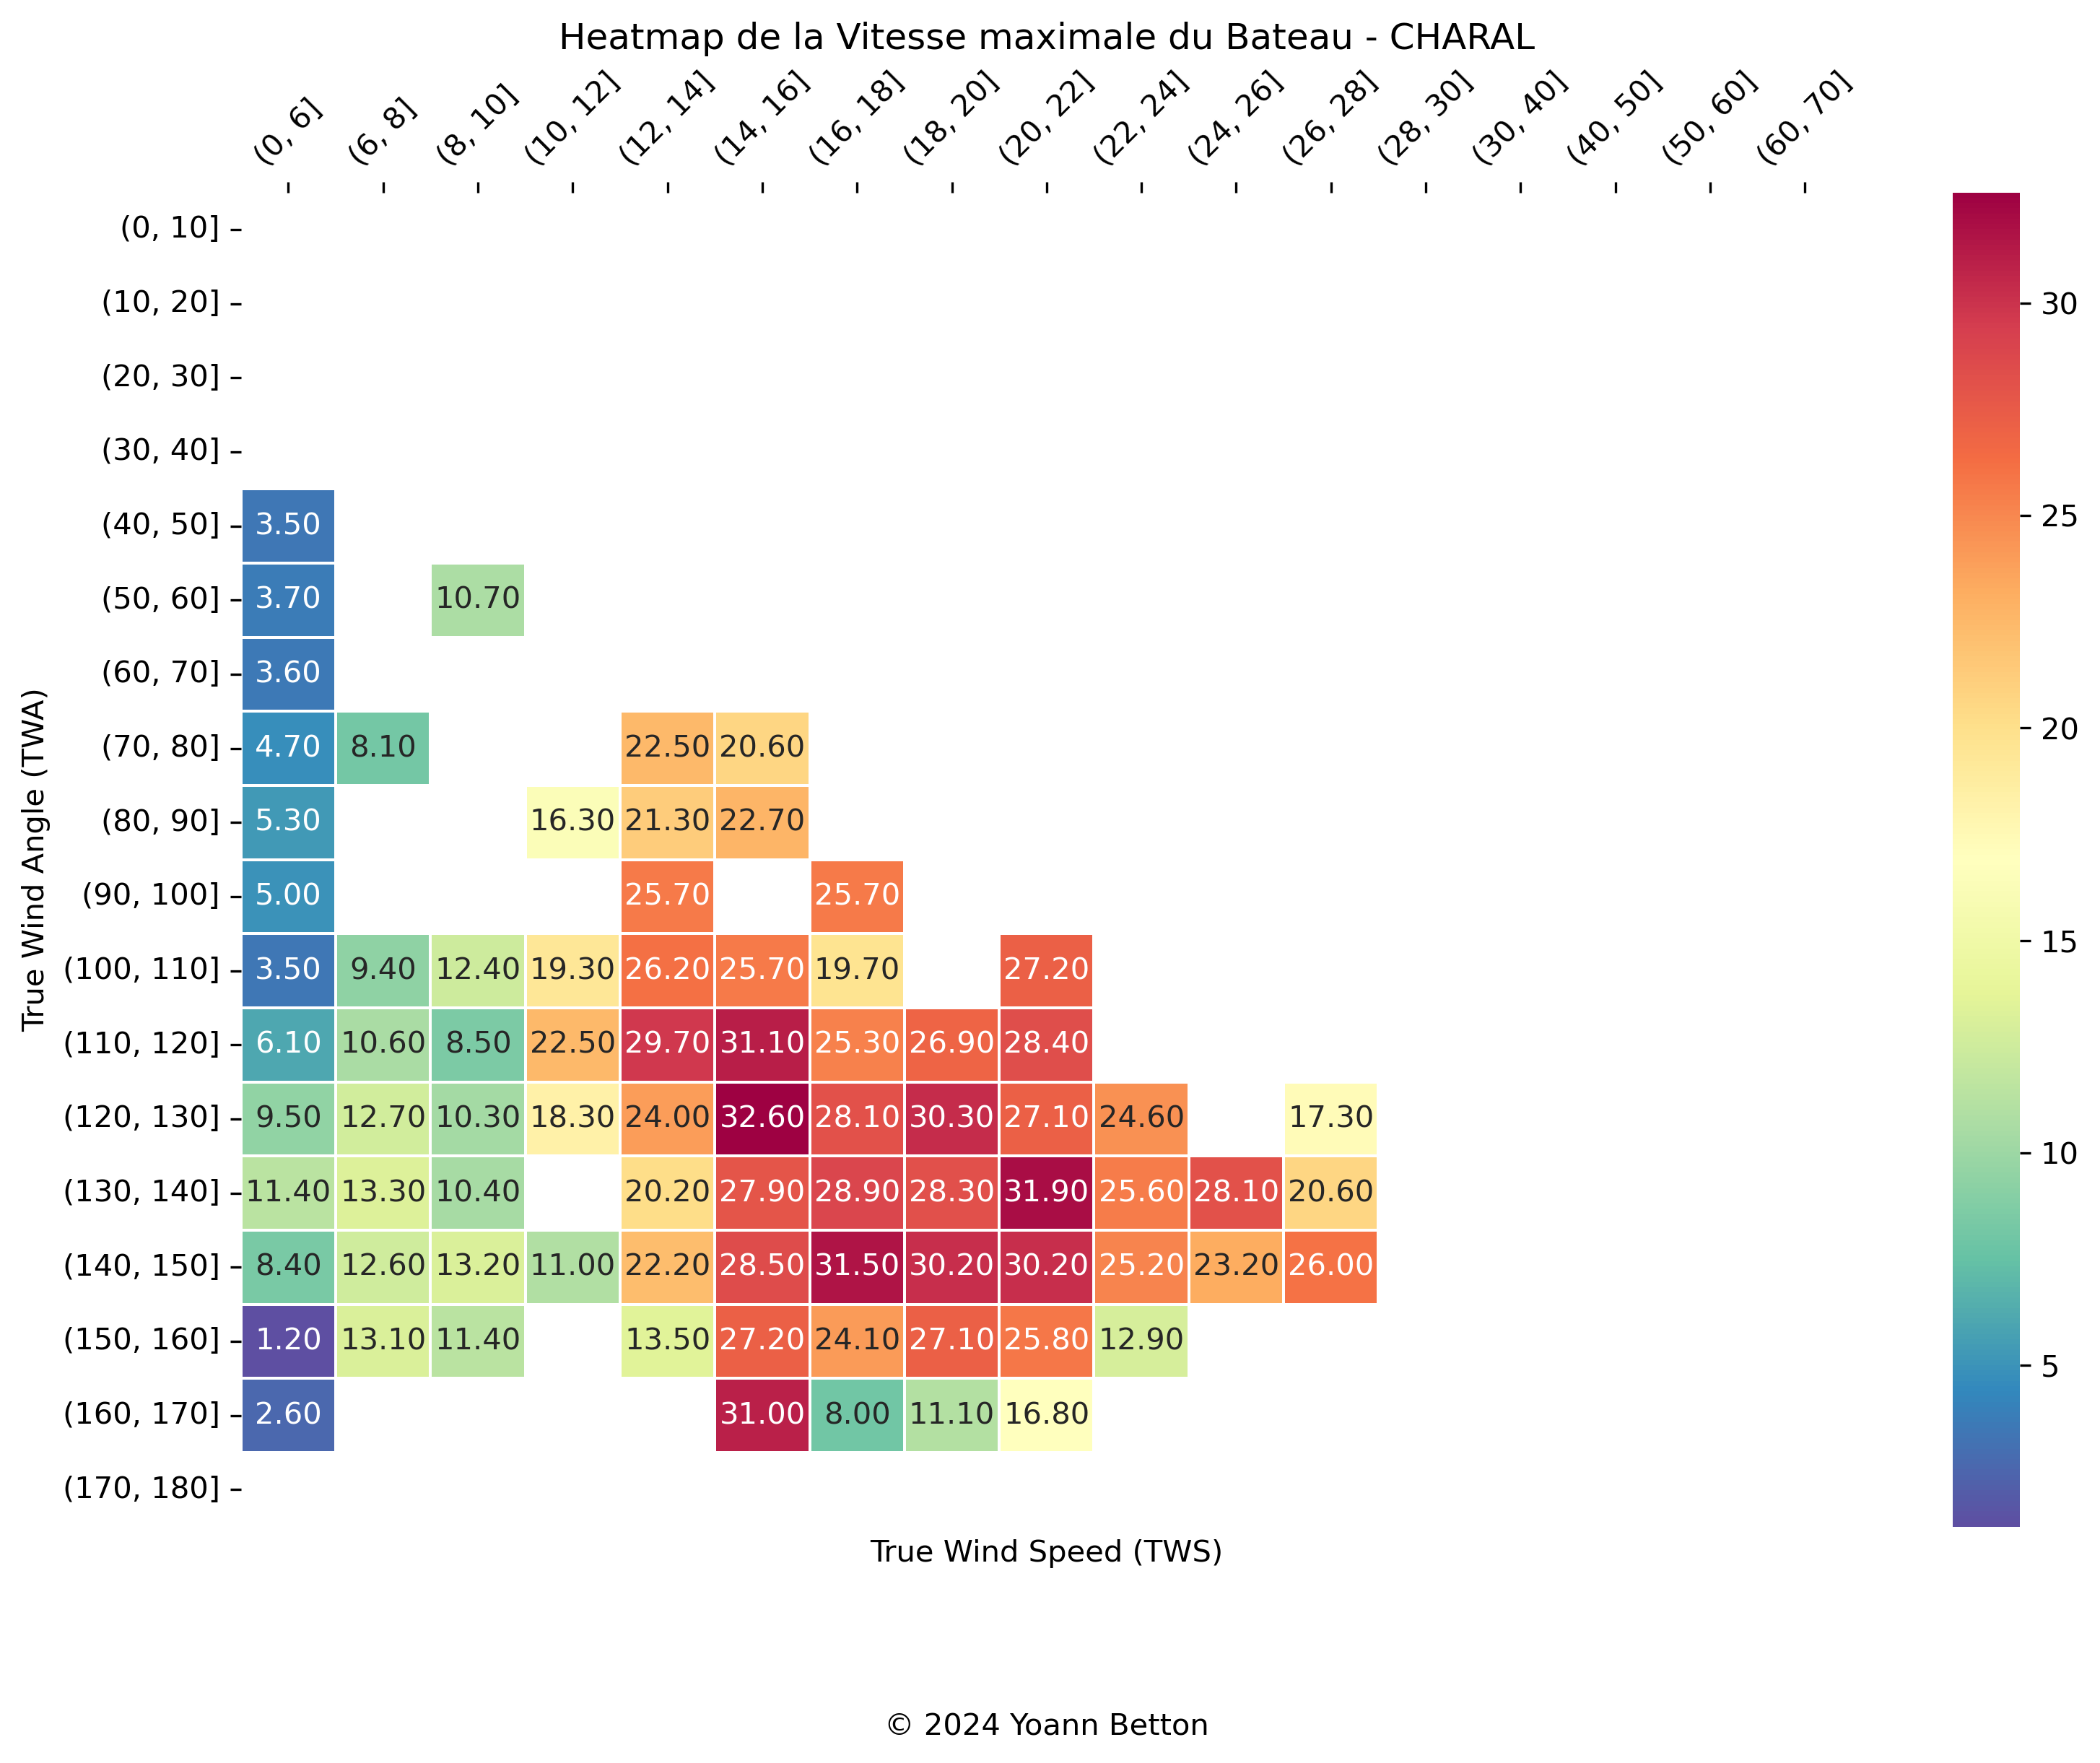 Heatmap de la Vitesse maximale du Bateau - CHARAL
(0, 6] (6, 8] (8, 10] (10, 12] (12, 14] (14, 16] (16, 18] (18, 20] (20, 22] (22, 24] (24, 26] (26, 28] (28, 30] (30, 40] (40, 50] (50, 60] (60, 70]
True Wind Angle (TWA)
(0, 10]
(10, 20]
(20, 30]
(30, 40]
(40, 50] 3.50
(50, 60] 3.70 10.70
(60, 70] 3.60
(70, 80] 4.70 8.10 22.50 20.60
(80, 90] 5.30 16.30 21.30 22.70
(90, 100] 5.00 25.70 25.70
(100, 110] 3.50 9.40 12.40 19.30 26.20 25.70 19.70 27.20
(110, 120] 6.10 10.60 8.50 22.50 29.70 31.10 25.30 26.90 28.40
(120, 130] 9.50 12.70 10.30 18.30 24.00 32.60 28.10 30.30 27.10 24.60 17.30
(130, 140] 11.40 13.30 10.40 20.20 27.90 28.90 28.30 31.90 25.60 28.10 20.60
(140, 150] 8.40 12.60 13.20 11.00 22.20 28.50 31.50 30.20 30.20 25.20 23.20 26.00
(150, 160] 1.20 13.10 11.40 13.50 27.20 24.10 27.10 25.80 12.90
(160, 170] 2.60 31.00 8.00 11.10 16.80
(170, 180]
True Wind Speed (TWS)
30
25
20
15
10
5
© 2024 Yoann Betton